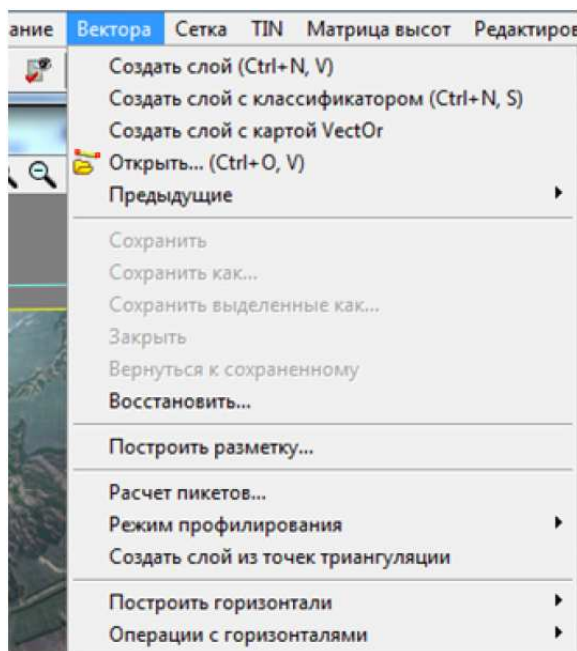 ание Вектора Сетка TIN Матрица высот Редактиров
Создать слой (Ctrl+N, V)
Создать слой с классификатором (Ctrl+N, S)
Создать слой с картой VectOr
Открыть... (Ctrl+O, V)
Предыдущие
Сохранить
Сохранить как...
Сохранить выделенные как...
Закрыть
Вернуться к сохраненному
Восстановить...
Построить разметку...
Расчет пикетов...
Режим профилирования
Создать слой из точек триангуляции
Построить горизонтали
Операции с горизонталями